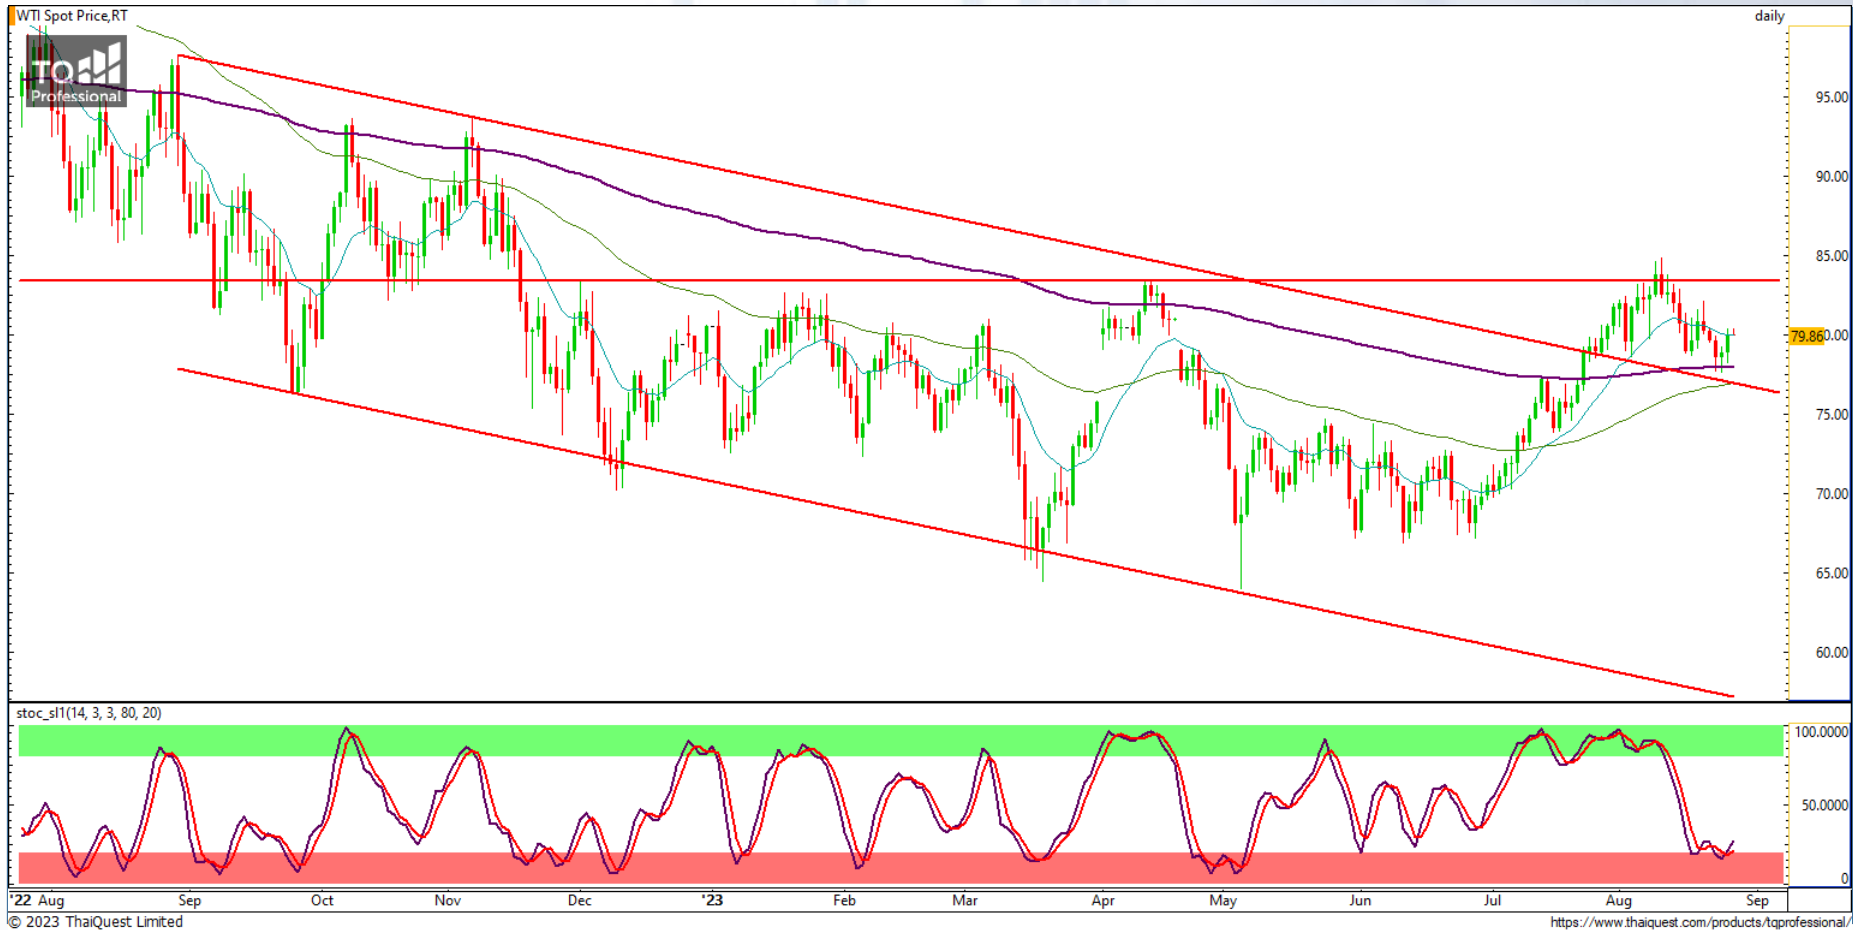 WTI Spot Price,RT
daily
TQ
Professional
95.00
90.00
85.00
79.86
80.00
75.00
70.00
65.00
60.00
stoc_sl1(14, 3, 3, 80, 20)
100.0000
50.0000
0
'22 Aug Sep Oct Nov Dec '23 Feb Mar Apr May Jun Jul Aug Sep
© 2023 ThaiQuest Limited
https://www.thaiquest.com/products/tqprofessional/